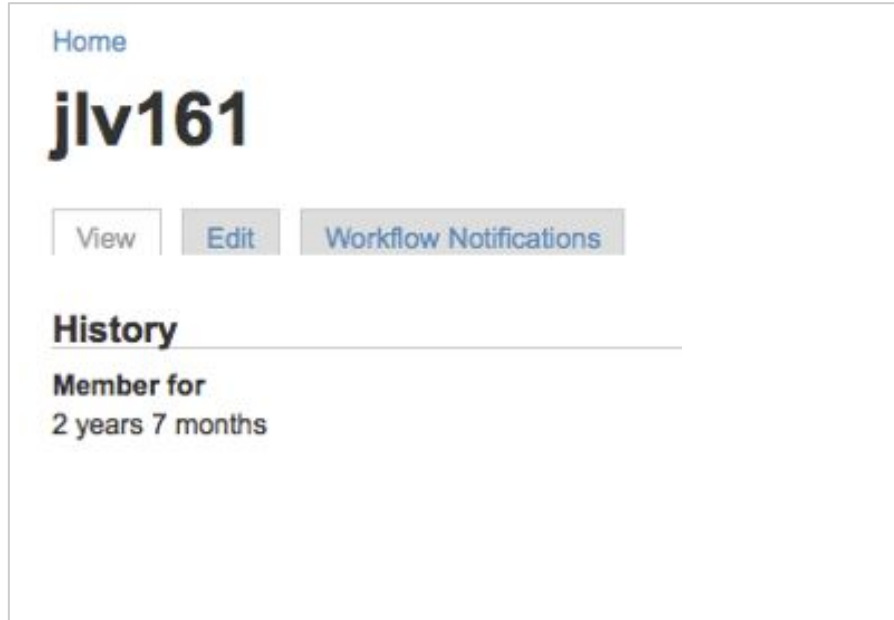 Home
jlv161
View Edit Workflow Notifications
History
Member for
2 years 7 months